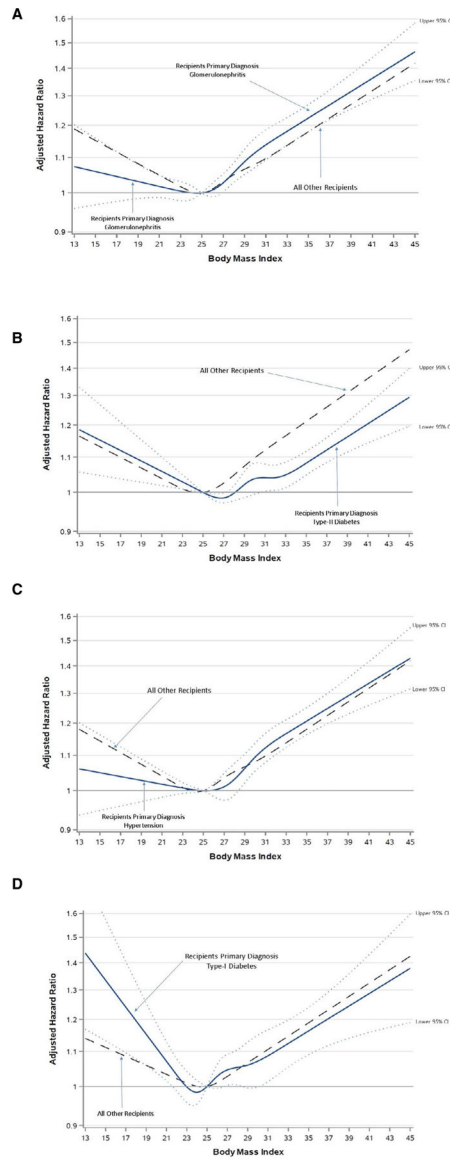 A
1.6
Upper 95% C
1.5
Recipients Primary Diagnosis
Glomerulonephritis
1.4
Lower 95% C
1.3
1.2
1.1
All Other Recipients
1
Recipients Primary Diagnosis
Glomerulonephritis
0.9
Adjusted Hazard Ratio
13 15 17 19 21 23 25 27 29 31 33 35 37 39 41 43 45
Body Mass Index
B
1.6
1.5
All Other Recipients
Upper 95% C
1.4
1.3
1.2
Lower 95% C
1.1
1
Recipients Primary Diagnosis
Type-II Diabetes
0.9
Adjusted Hazard Ratio
13 15 17 19 21 23 25 27 29 31 33 35 37 39 41 43 45
Body Mass Index
C
1.6
Upper 95% CI
1.5
1.4
All Other Recipients
1.3
Lower 95% CI
1.2
1.1
1
Recipients Primary Diagnosis
Hypertension
0.9
Adjusted Hazard Ratio
13 15 17 19 21 23 25 27 29 31 33 35 37 39 41 43 45
Body Mass Index
D
1.6
Upper 95% CI
1.5
Recipients Primary Diagnosis
Type-I Diabetes
1.4
1.3
1.2
Lower 95% CI
1.1
1
All Other Recipients
0.9
Adjusted Hazard Ratio
13 15 17 19 21 23 25 27 29 31 33 35 37 39 41 43 45
Body Mass Index